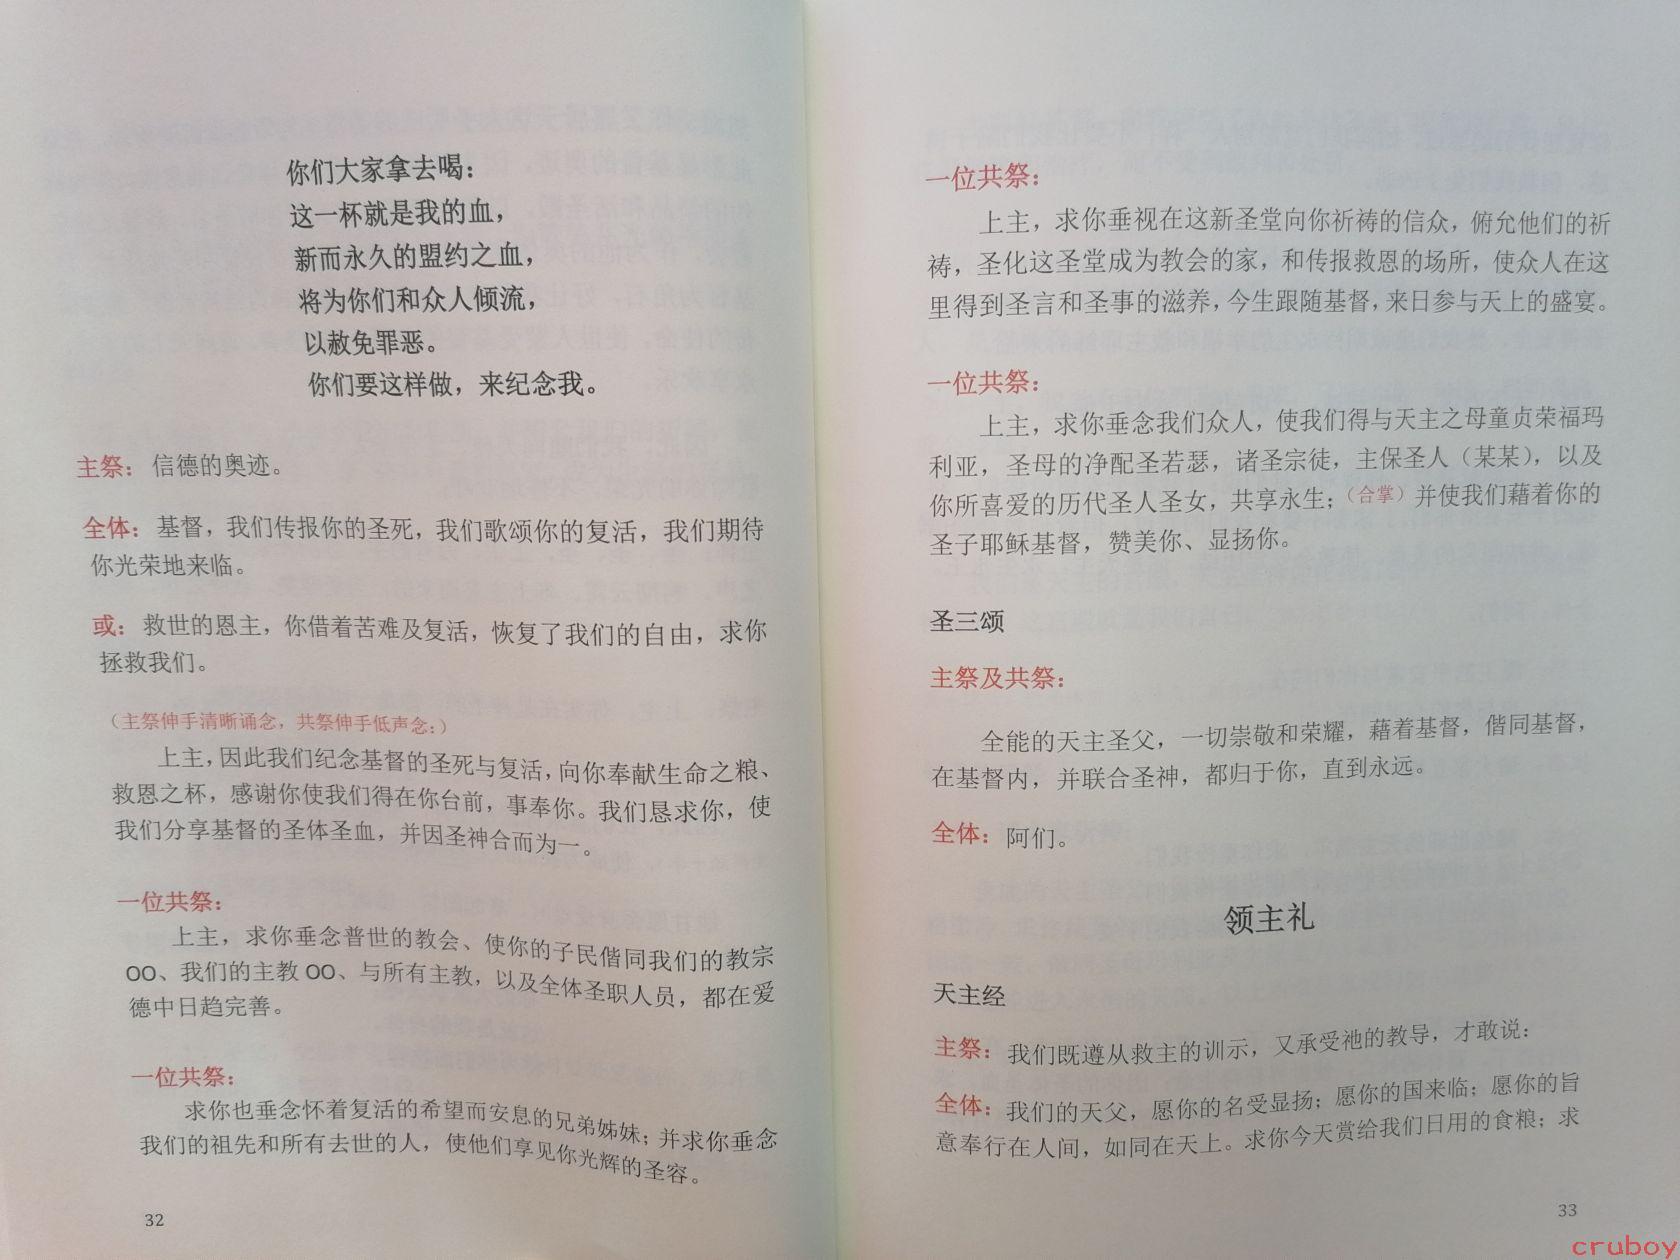 你们大家拿去喝：
这一杯就是我的血，
新而永久的盟约之血，
将为你们和众人倾流，
以赦免罪恶。
你们要这样做，来纪念我。
主祭：信德的奥迹。
全体：基督，我们传报你的圣死，我们歌颂你的复活，我们期待
你光荣地来临。
或：救世的恩主，你借着苦难及复活，恢复了我们的自由，求你
拯救我们。
（主祭伸手清晰诵念，共祭伸手低声念：）
上主，因此我们纪念基督的圣死与复活，向你奉献生命之粮、
救恩之杯，感谢你使我们得在你台前，事奉你。我们恳求你，使
我们分享基督的圣体圣血，并因圣神合而为一。
一位共祭：
上主，求你垂念普世的教会、使你的子民偕同我们的教宗
OO、我们的主教 OO、与所有主教，以及全体圣职人员，都在爱
德中日趋完善。
一位共祭：
求你也垂念怀着复活的希望而安息的兄弟姊妹；并求你垂念
我们的祖先和所有去世的人，使他们享见你光辉的圣容。
32
一位共祭：
上主，求你垂视在这新圣堂向你祈祷的信众，俯允他们的祈
祷，圣化这圣堂成为教会的家，和传报救恩的场所，使众人在这
里得到圣言和圣事的滋养，今生跟随基督，来日参与天上的盛宴。
一位共祭：
上主，求你垂念我们众人，使我们得与天主之母童贞荣福玛
利亚，圣母的净配圣若瑟，诸圣宗徒，主保圣人（某某），以及
你所喜爱的历代圣人圣女，共享永生；（合掌）并使我们藉着你的
圣子耶稣基督，赞美你、显扬你。
圣三颂
主祭及共祭：
全能的天主圣父，一切崇敬和荣耀，藉着基督，偕同基督，
在基督内，并联合圣神，都归于你，直到永远。
全体：阿们。
领主礼
天主经
主祭：我们既遵从救主的训示，又承受祂的教导，才敢说：
全体：我们的天父，愿你的名受显扬；愿你的国来临；愿你的旨
意奉行在人间，如同在天上。求你今天赏给我们日用的食粮；求
33
cruboy